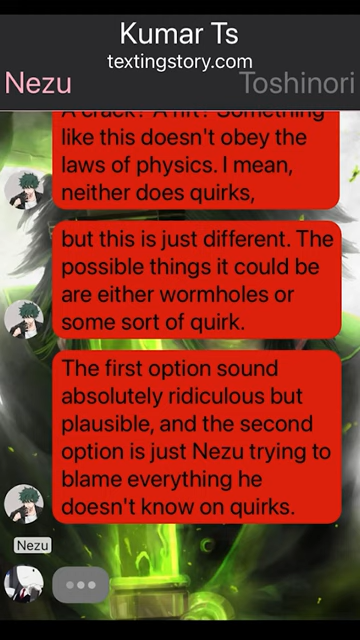 Kumar Ts
textingstory.com
Nezu
Toshinori
A crack? A rift? Something
like this doesn't obey the
laws of physics. I mean,
neither does quirks,
but this is just different. The
possible things it could be
are either wormholes or
some sort of quirk.
The first option sound
absolutely ridiculous but
plausible, and the second
option is just Nezu trying to
blame everything he
doesn't know on quirks.
Nezu